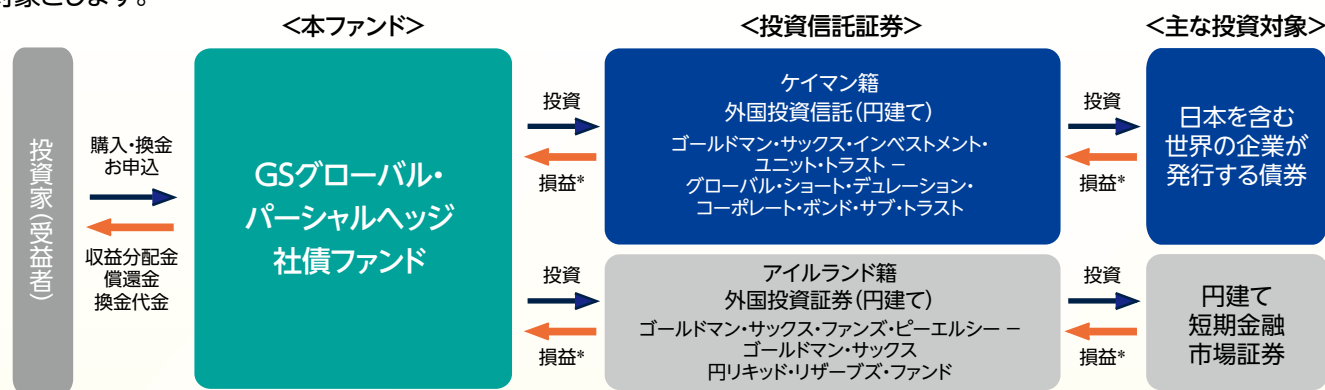 対象とします。
<本ファンド>
<投資信託証券>
<主な投資対象>
投資家(受益者)
購入・換金
お申込
収益分配金
償還金
換金代金
GSグローバル・
パーシャルヘッジ
社債ファンド
投資
損益*
ケイマン籍
外国投資信託(円建て)
ゴールドマン・サックス・インベストメント・
ユニット・トラスト －
グローバル・ショート・デュレーション・
コーポレート・ボンド・サブ・トラスト
投資
損益*
日本を含む
世界の企業が
発行する債券
投資
損益*
アイルランド籍
外国投資証券(円建て)
ゴールドマン・サックス・ファンズ・ピーエルシー －
ゴールドマン・サックス
円リキッド・リザーブズ・ファンド
投資
損益*
円建て
短期金融
市場証券